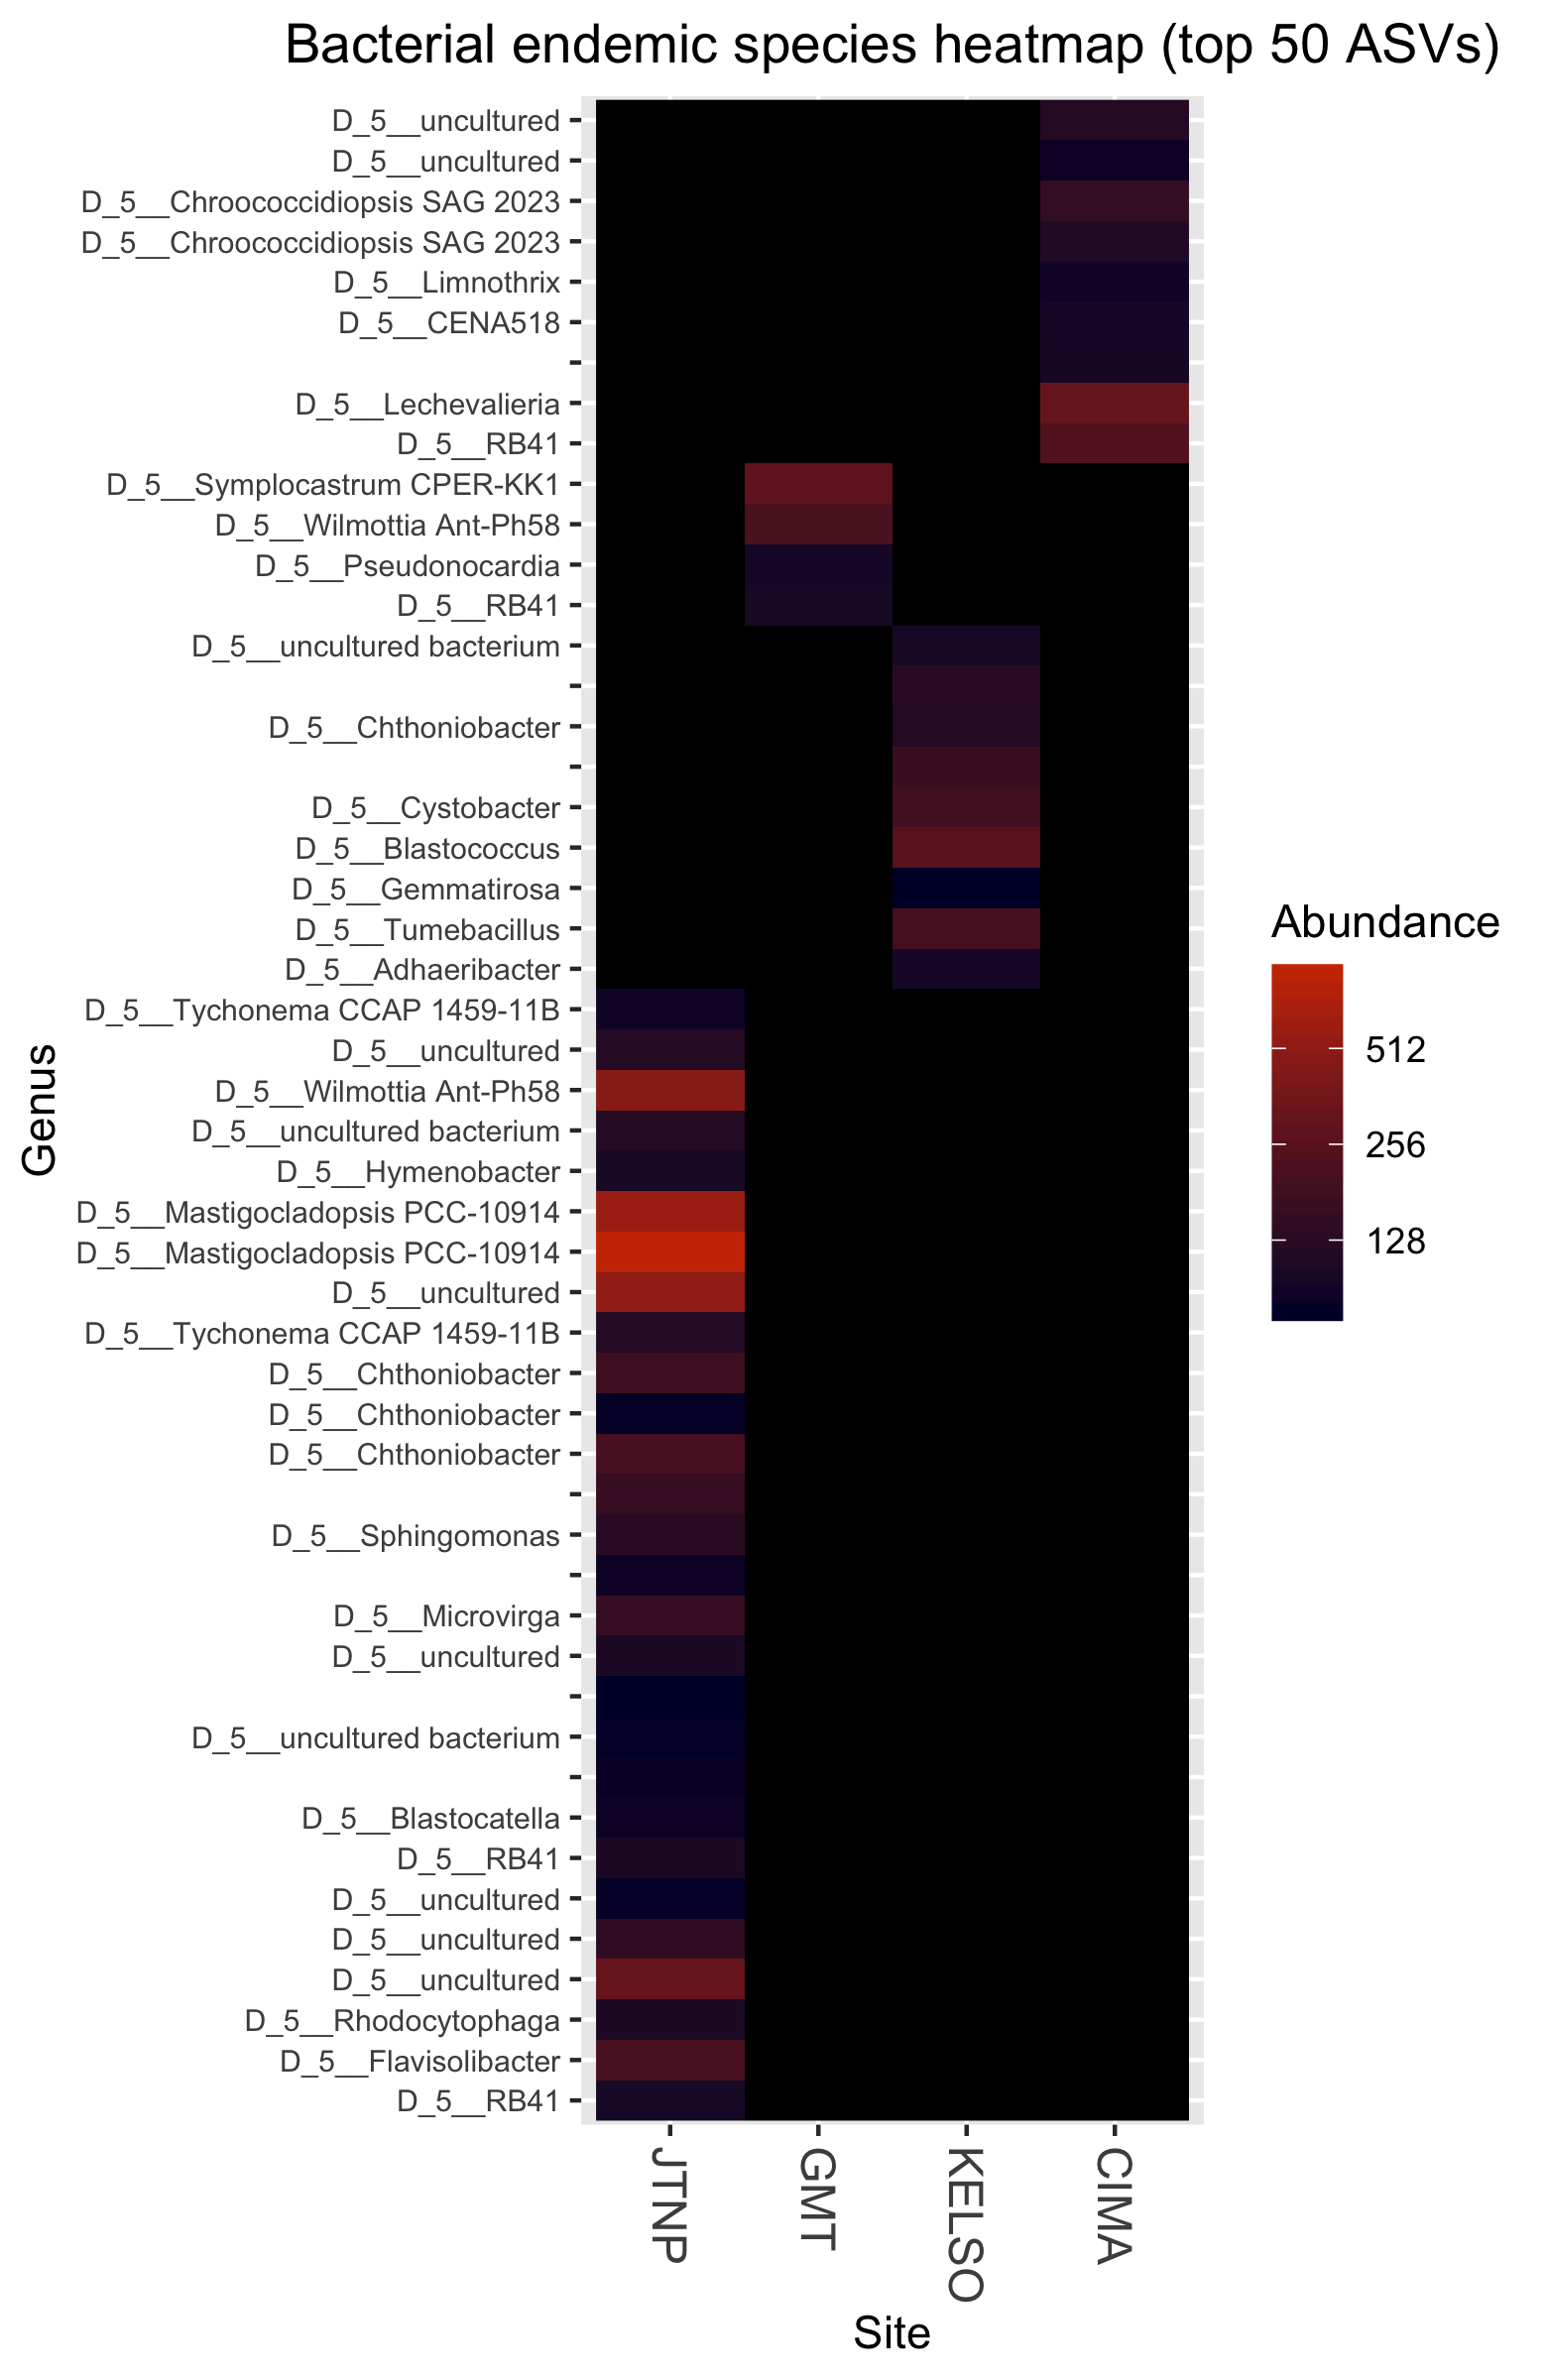 Bacterial endemic species heatmap (top 50 ASVs)
D_5__uncultured
D_5__uncultured
D_5__Chroococcidiopsis SAG 2023
D_5__Chroococcidiopsis SAG 2023
D_5__Limnothrix
D_5__CENA518
D_5__Lechevalieria
D_5__RB41
D_5__Symplocastrum CPER-KK1
D_5__Wilmottia Ant-Ph58
D_5__Pseudonocardia
D_5__RB41
D_5__uncultured bacterium
D_5__Chthoniobacter
D_5__Cystobacter
D_5__Blastococcus
D_5__Gemmatirosa
D_5__Tumebacillus
D_5__Adhaeribacter
D_5__Tychonema CCAP 1459-11B
D_5__uncultured
D_5__Wilmottia Ant-Ph58
D_5__uncultured bacterium
D_5__Hymenobacter
D_5__Mastigocladopsis PCC-10914
D_5__Mastigocladopsis PCC-10914
D_5__uncultured
D_5__Tychonema CCAP 1459-11B
D_5__Chthoniobacter
D_5__Chthoniobacter
D_5__Chthoniobacter
D_5__Sphingomonas
D_5__Microvirga
D_5__uncultured
D_5__uncultured bacterium
D_5__Blastocatella
D_5__RB41
D_5__uncultured
D_5__uncultured
D_5__uncultured
D_5__Rhodocytophaga
D_5__Flavisolibacter
D_5__RB41
Genus
JTNP
GMT
KELSO
CIMA
Site
Abundance
512
256
128